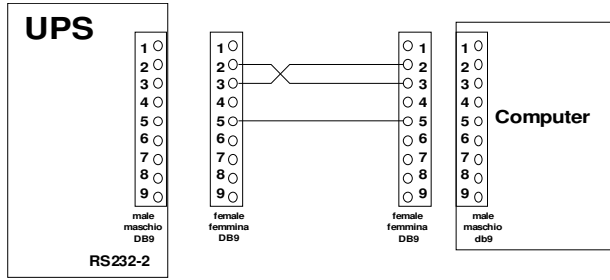 UPS
1 1 1 1
2 2 2 2
3 3 3 3
4 4 4 4
5 5 5 5
Computer
6 6 6 6
7 7 7 7
8 8 8 8
9 9 9 9
male female female male
maschio femmina femmina maschio
DB9 DB9 DB9 db9
RS232-2